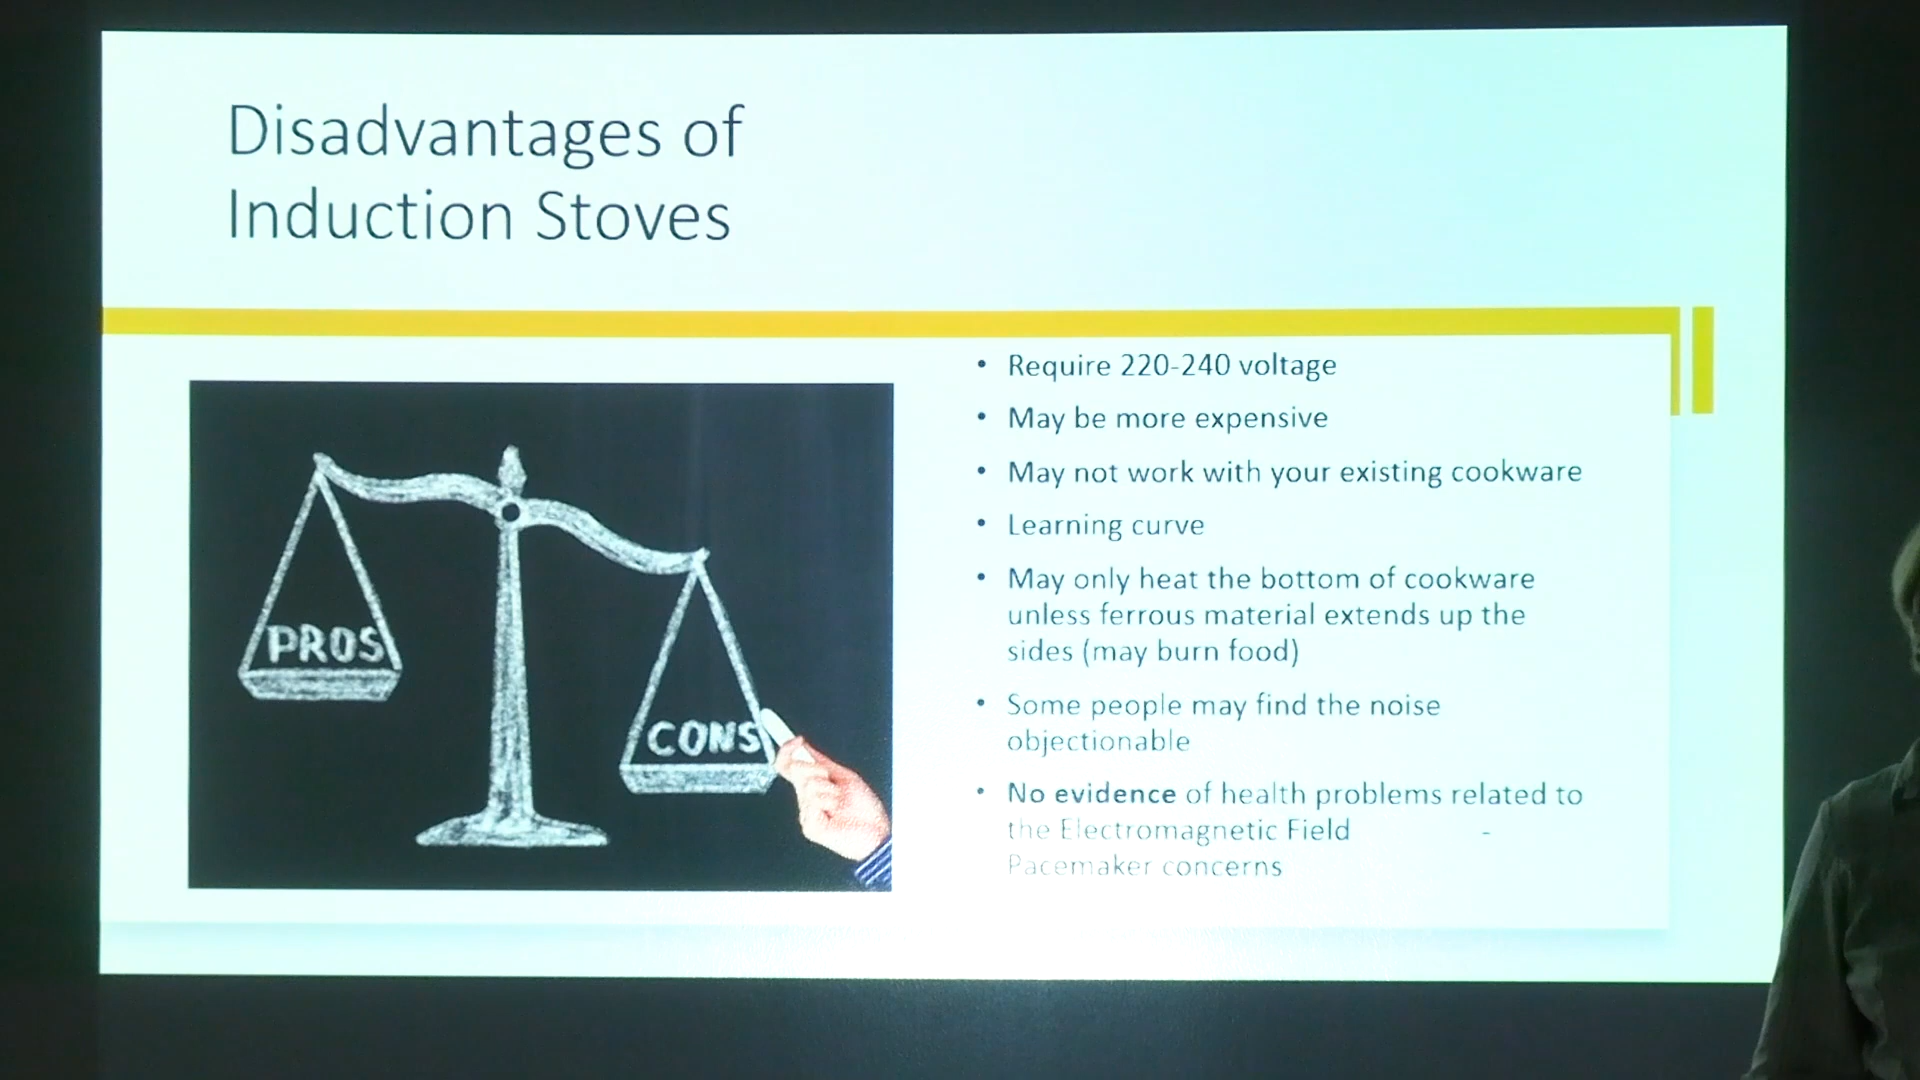 Disadvantages of
Induction Stoves
PROS
CONS
• Require 220-240 voltage
• May be more expensive
• May not work with your existing cookware
• Learning curve
• May only heat the bottom of cookware
unless ferrous material extends up the
sides (may burn food)
• Some people may find the noise
objectionable
• No evidence of health problems related to
the Electromagnetic Field -
Pacemaker concerns